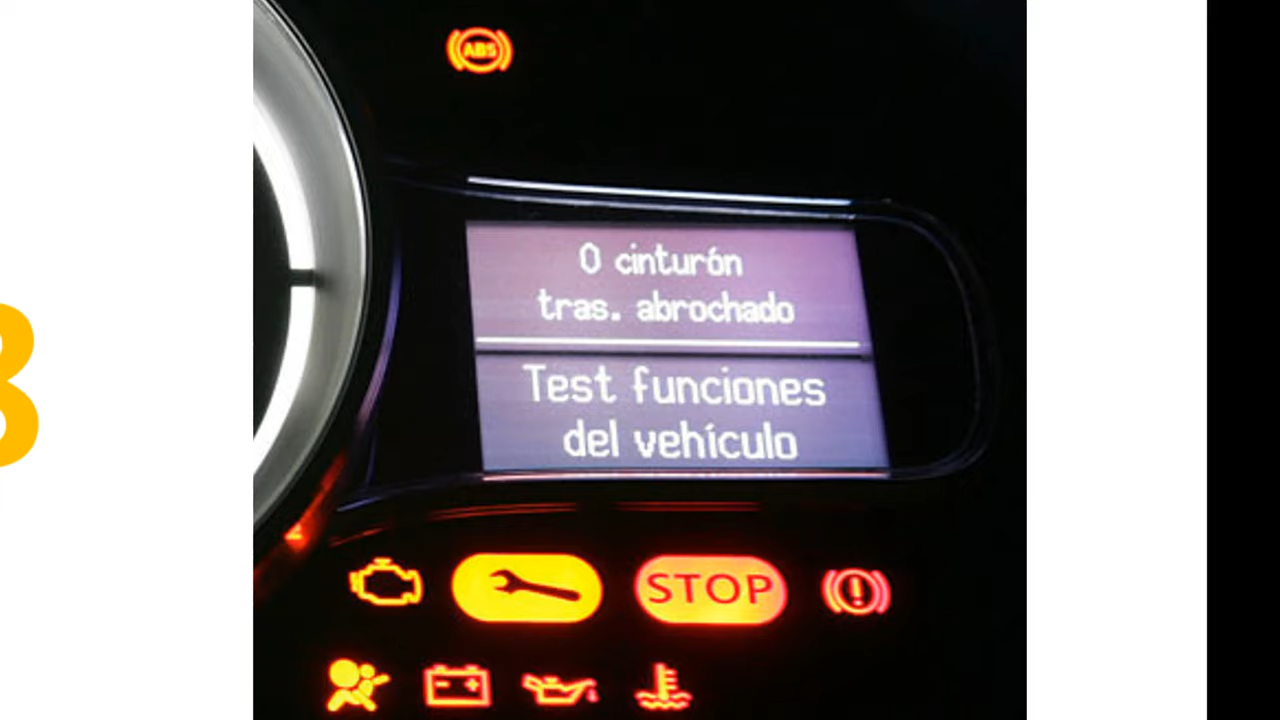 ABS
0 cinturón
tras. abrochado
Test funciones
del vehículo
STOP